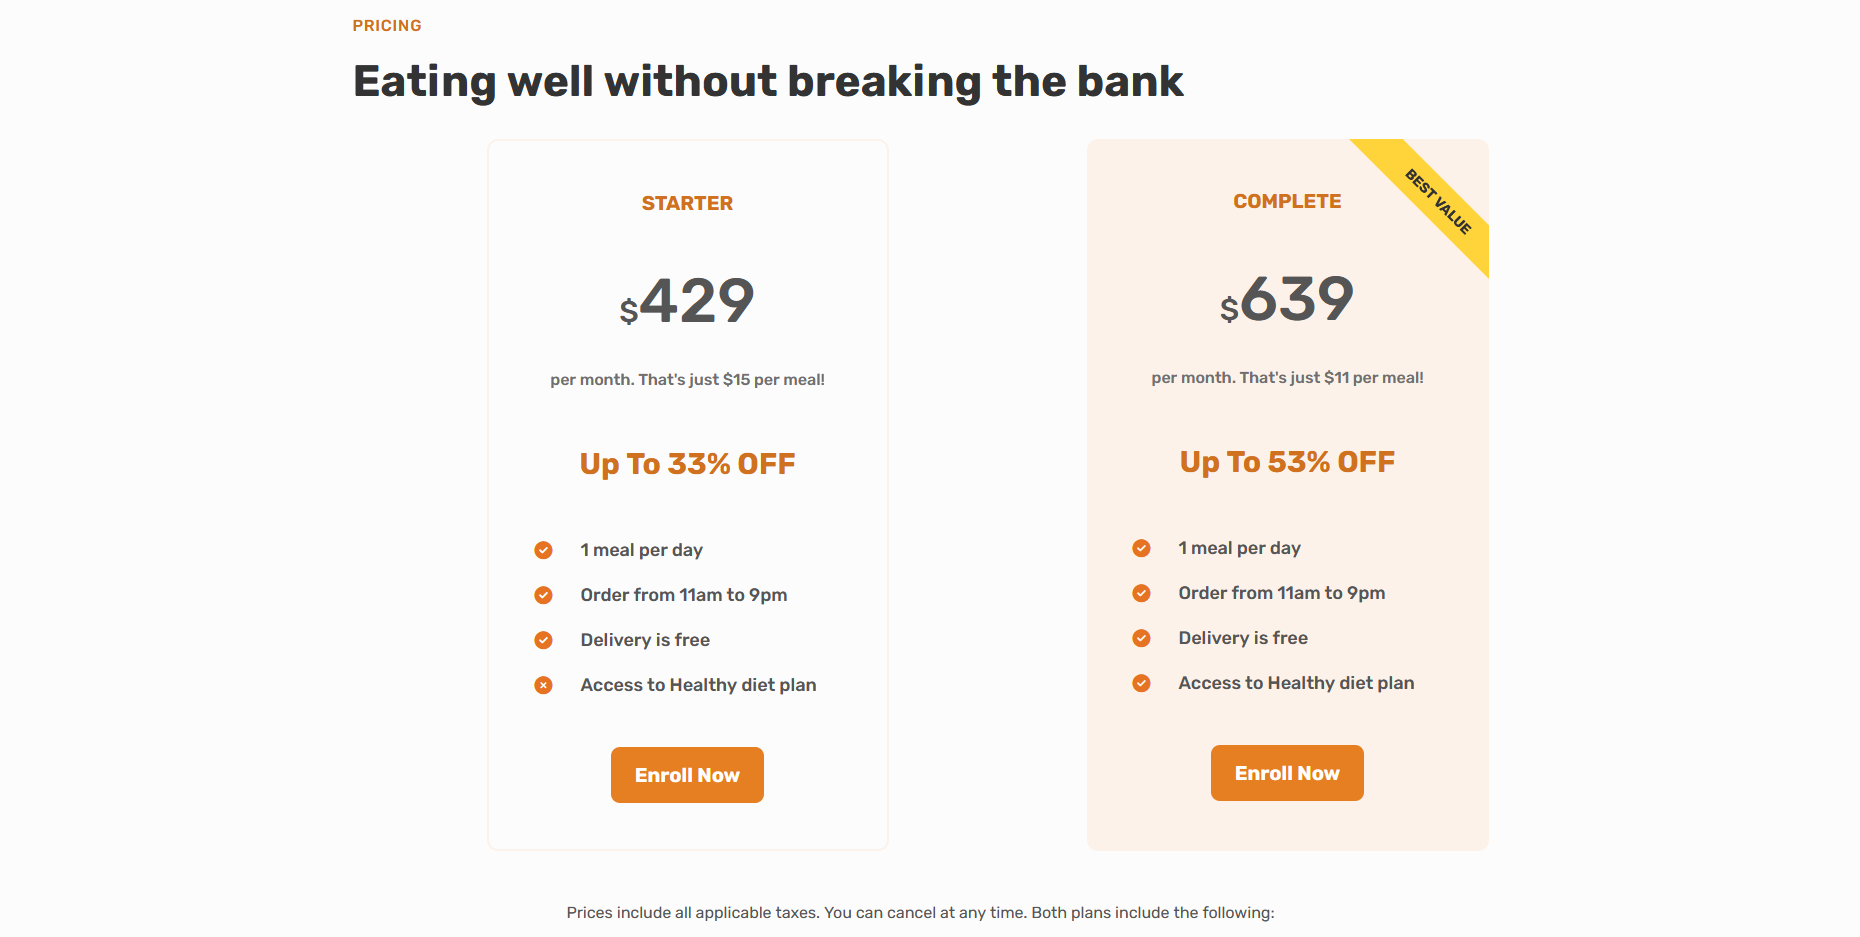 PRICING
Eating well without breaking the bank
STARTER
$429
per month. That's just $15 per meal!
Up To 33% OFF
1 meal per day
Order from 11am to 9pm
Delivery is free
Access to Healthy diet plan
Enroll Now
BEST VALUE
COMPLETE
$639
per month. That's just $11 per meal!
Up To 53% OFF
1 meal per day
Order from 11am to 9pm
Delivery is free
Access to Healthy diet plan
Enroll Now
Prices include all applicable taxes. You can cancel at any time. Both plans include the following: